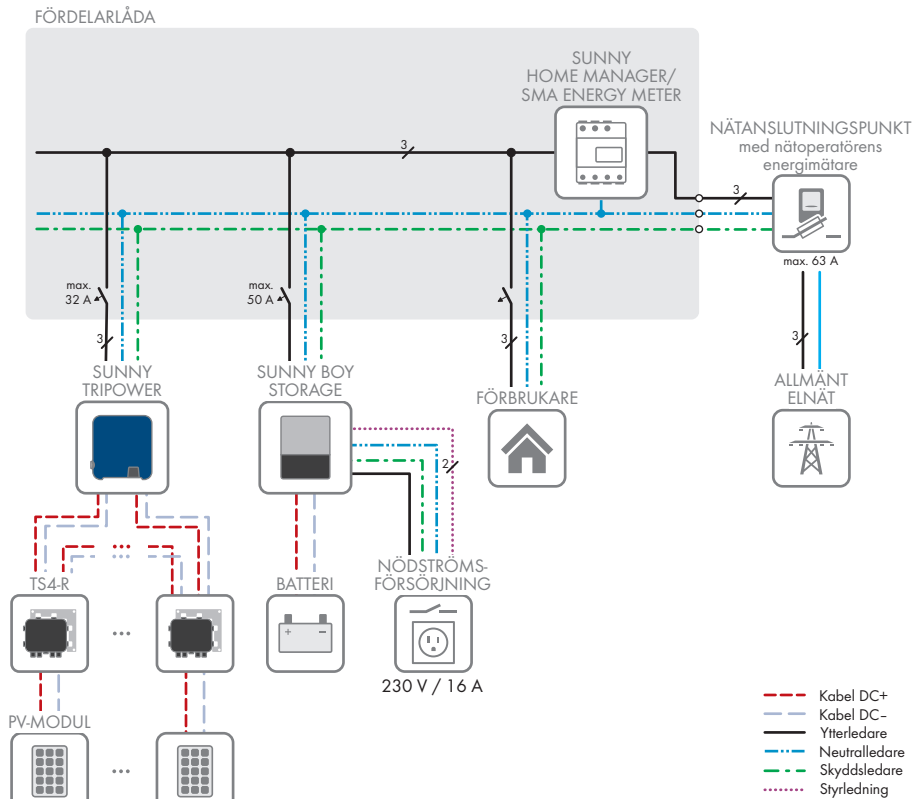 FÖRDELARLÅDA
SUNNY
HOME MANAGER/
SMA ENERGY METER
NÄTANSLUTNINGSPUNKT
med nätoperatörens
energimätare
3
3
max. 63 A
max.
32 A
max.
50 A
3
3
3
SUNNY
TRIPOWER
SUNNY BOY
STORAGE
FÖRBRUKARE
ALLMÄNT
ELNÄT
2
TS4-R
BATTERI
NÖDSTRÖMS-
FÖRSÖRJNING
+ −
230 V / 16 A
PV-MODUL
Kabel DC+
Kabel DC–
Ytterledare
Neutralledare
Skyddsledare
Styrledning